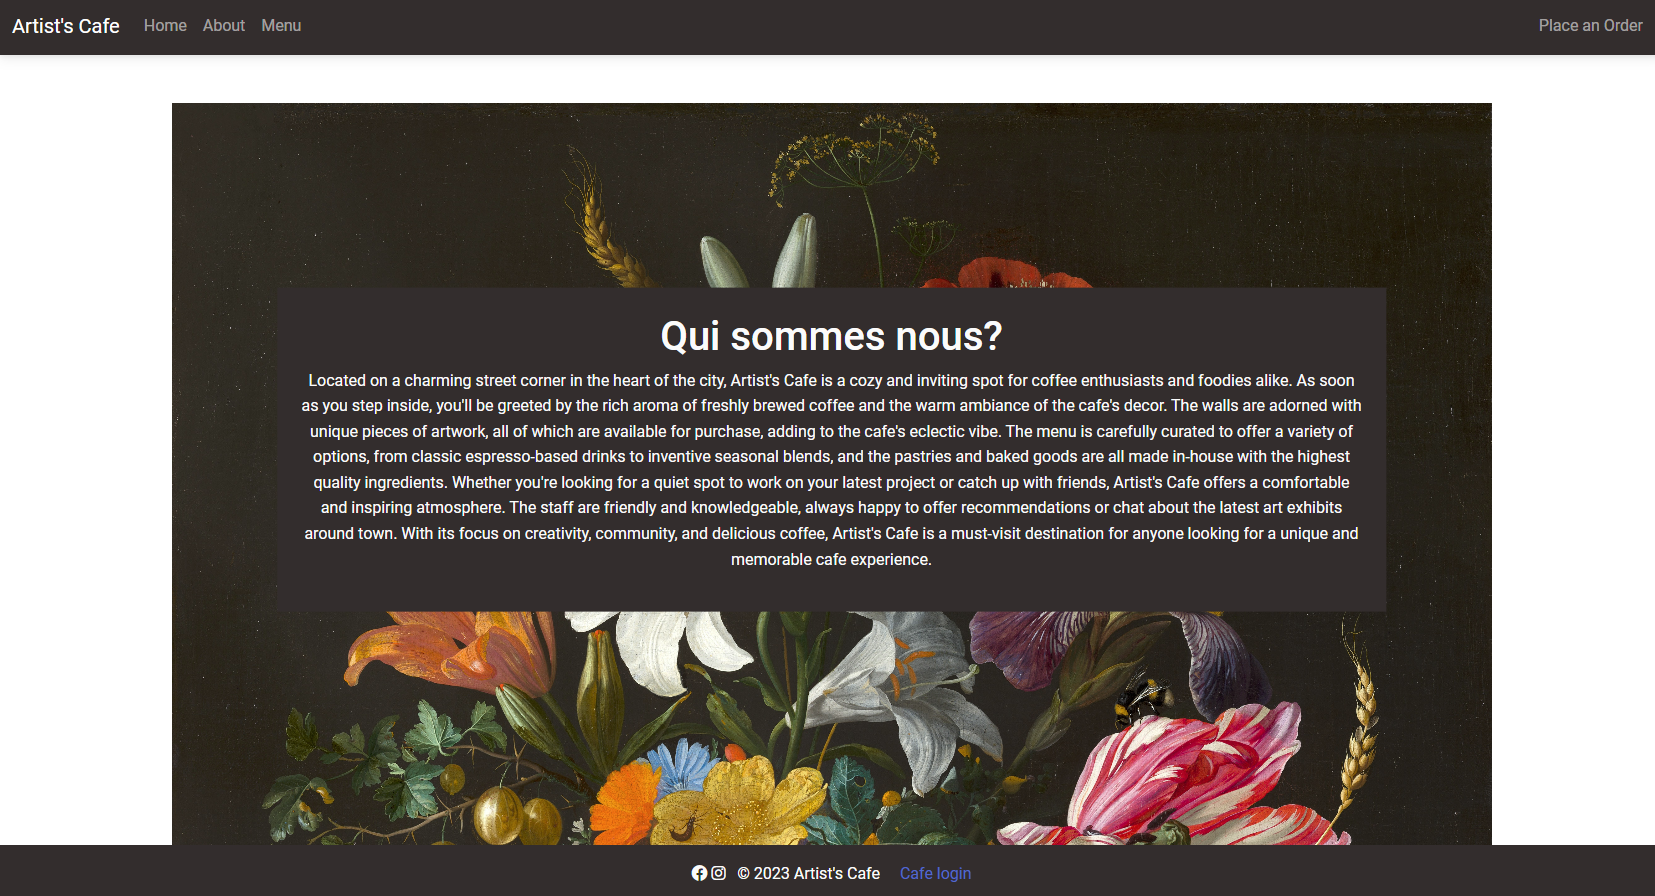 Artist's Cafe Home About Menu Place an Order
Qui sommes nous?
Located on a charming street corner in the heart of the city, Artist's Cafe is a cozy and inviting spot for coffee enthusiasts and foodies alike. As soon
as you step inside, you'll be greeted by the rich aroma of freshly brewed coffee and the warm ambiance of the cafe's decor. The walls are adorned with
unique pieces of artwork, all of which are available for purchase, adding to the cafe's eclectic vibe. The menu is carefully curated to offer a variety of
options, from classic espresso-based drinks to inventive seasonal blends, and the pastries and baked goods are all made in-house with the highest
quality ingredients. Whether you're looking for a quiet spot to work on your latest project or catch up with friends, Artist's Cafe offers a comfortable
and inspiring atmosphere. The staff are friendly and knowledgeable, always happy to offer recommendations or chat about the latest art exhibits
around town. With its focus on creativity, community, and delicious coffee, Artist's Cafe is a must-visit destination for anyone looking for a unique and
memorable cafe experience.
© 2023 Artist's Cafe Cafe login